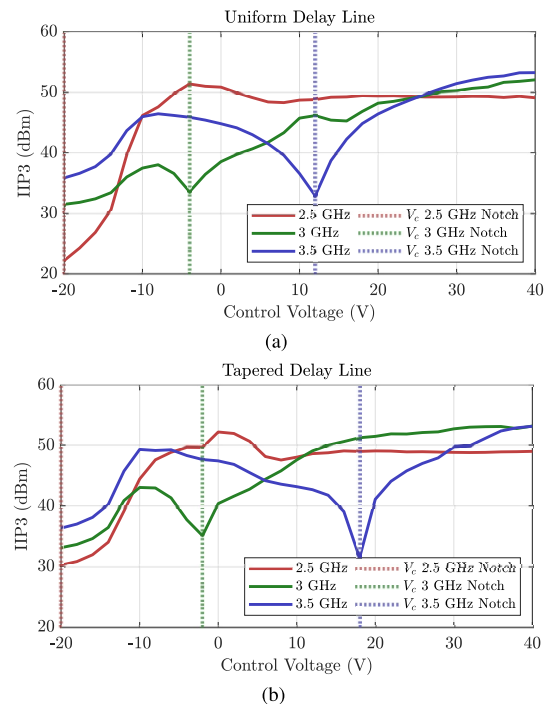 Uniform Delay Line
60
50
40
30
20
IIP3 (dBm)
2.5 GHz
V_c 2.5 GHz Notch
3 GHz
V_c 3 GHz Notch
3.5 GHz
V_c 3.5 GHz Notch
-20 -10 0 10 20 30 40
Control Voltage (V)
(a)
Tapered Delay Line
60
50
40
30
20
IIP3 (dBm)
2.5 GHz
V_c 2.5 GHz Notch
3 GHz
V_c 3 GHz Notch
3.5 GHz
V_c 3.5 GHz Notch
-20 -10 0 10 20 30 40
Control Voltage (V)
(b)